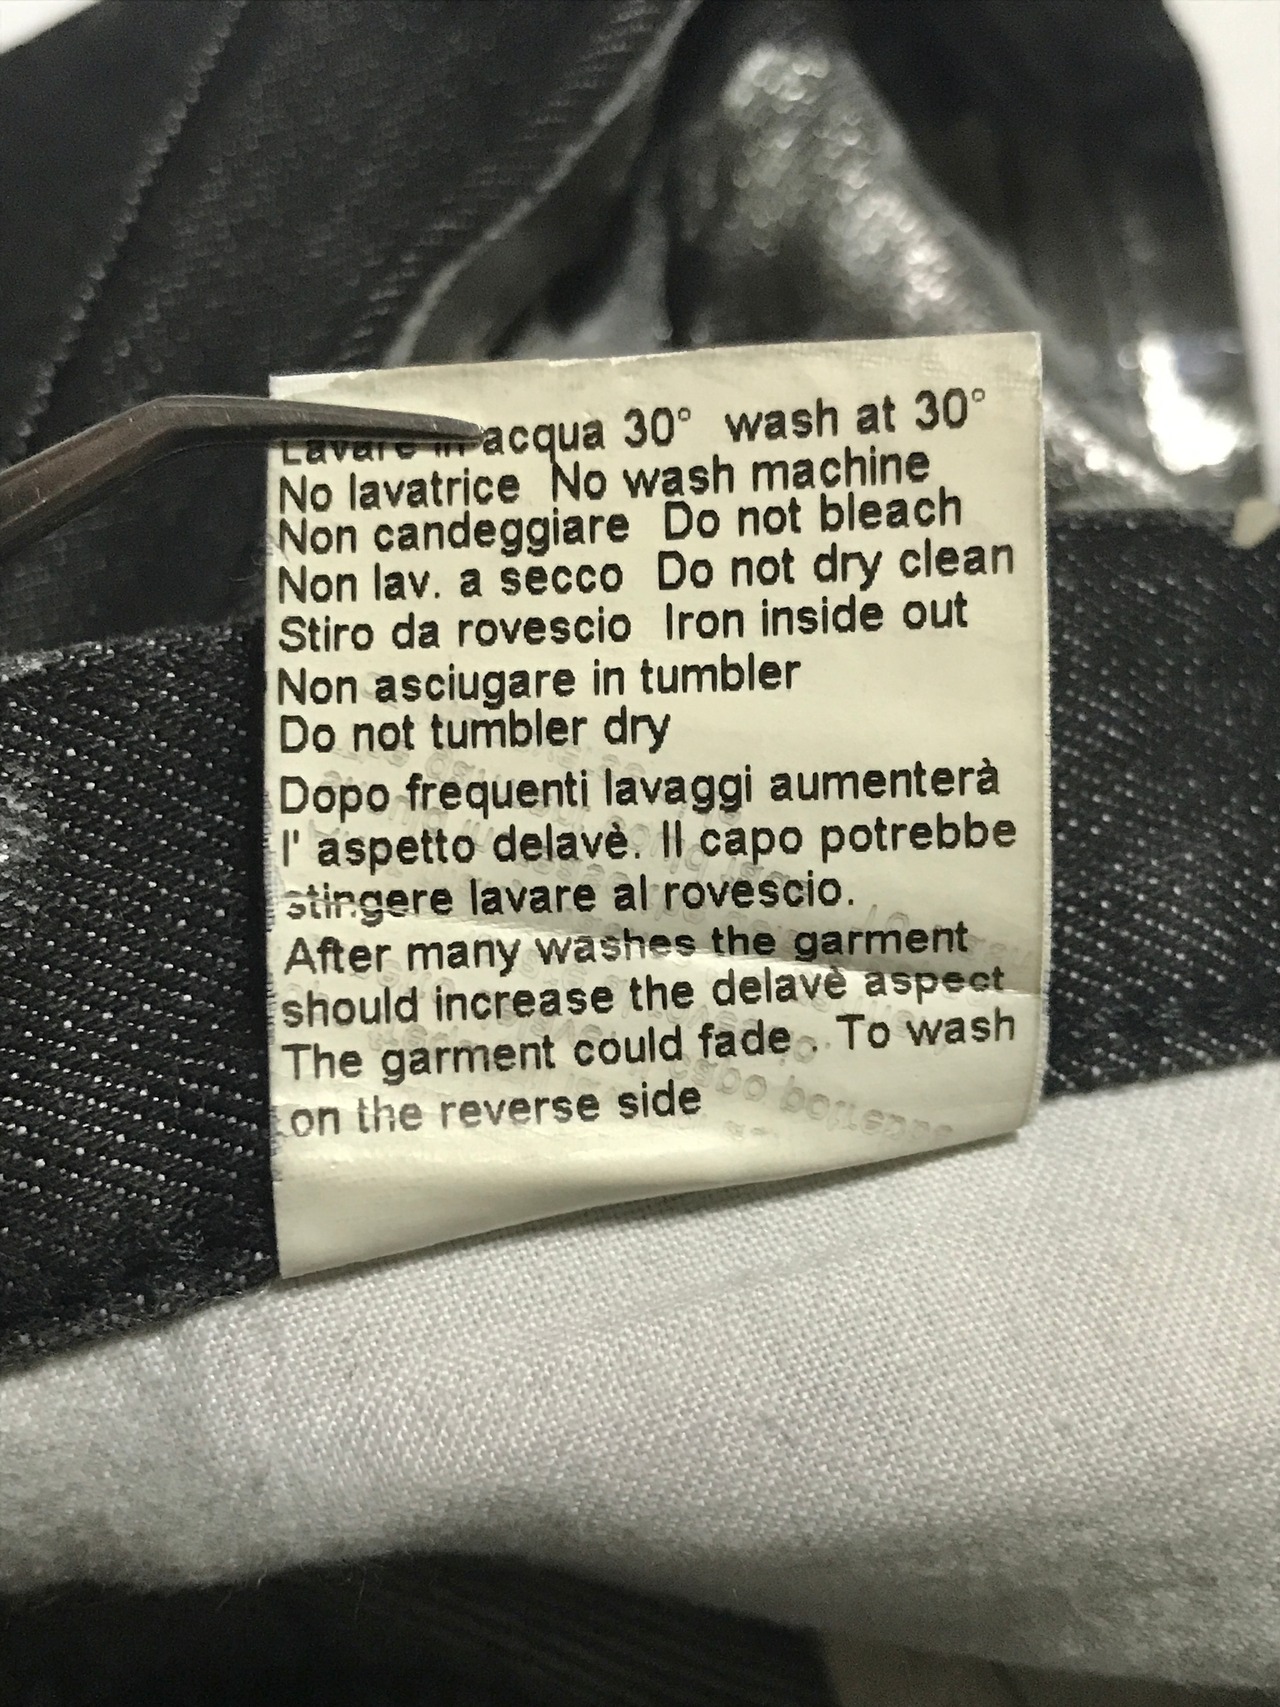 Lavare in acqua 30° wash at 30°
No lavatrice No wash machine
Non candeggiare Do not bleach
Non lav. a secco Do not dry clean
Stiro da rovescio Iron inside out
Non asciugare in tumbler
Do not tumbler dry
Dopo frequenti lavaggi aumenterà
l' aspetto delavè. Il capo potrebbe
stingere lavare al rovescio.
After many washes the garment
should increase the delavè aspect
The garment could fade . To wash
on the reverse side